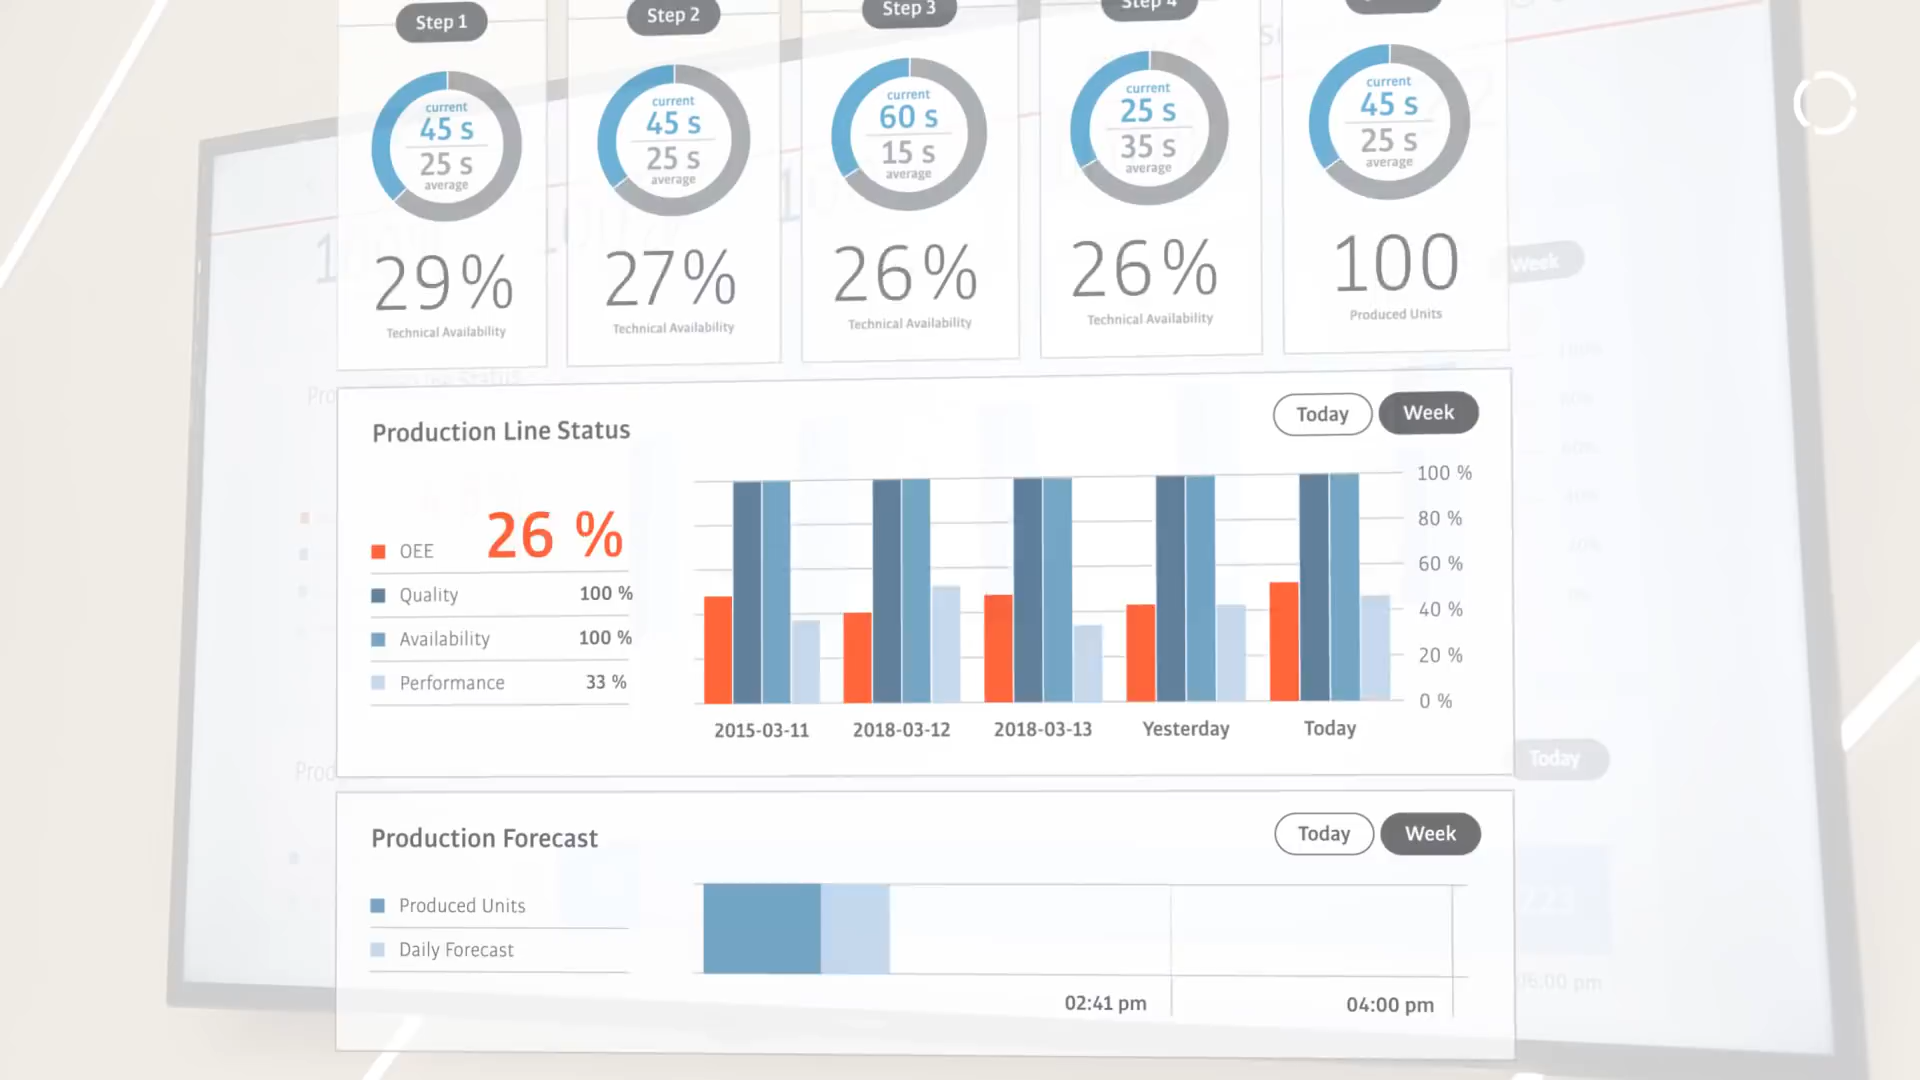 Step 1
Step 2
Step 3
Step 4
current
45 s
25 s
average
current
45 s
25 s
average
current
60 s
15 s
average
current
25 s
35 s
average
current
45 s
25 s
average
29%
27%
26%
26%
100
Technical Availability
Technical Availability
Technical Availability
Technical Availability
Produced Units
Week
Production Line Status
Today
Week
OEE
26 %
Quality
100 %
Availability
100 %
Performance
33 %
100 %
80 %
60 %
40 %
20 %
0 %
2015-03-11
2018-03-12
2018-03-13
Yesterday
Today
Today
Production Forecast
Today
Week
Produced Units
Daily Forecast
02:41 pm
04:00 pm